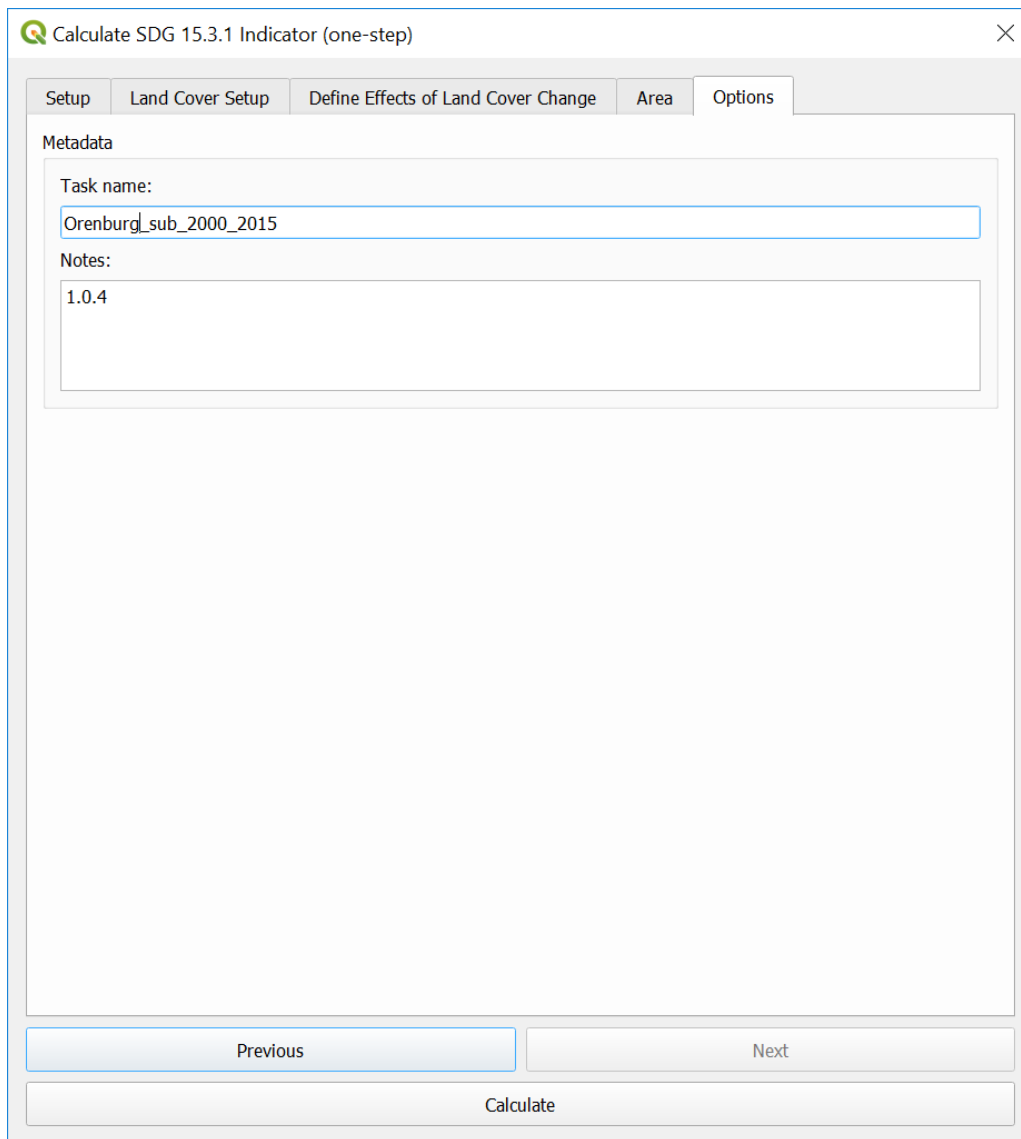 Calculate SDG 15.3.1 Indicator (one-step)
Setup
Land Cover Setup
Define Effects of Land Cover Change
Area
Options
Metadata
Task name:
Orenburg_sub_2000_2015
Notes:
1.0.4
Previous
Next
Calculate